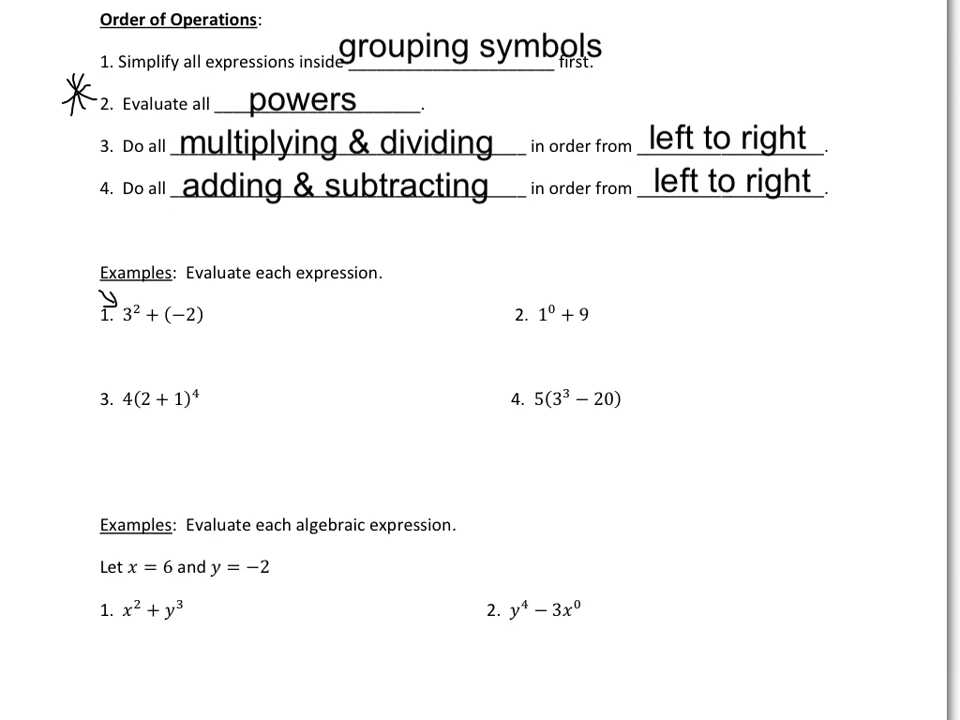 Order of Operations:
1. Simplify all expressions inside grouping symbols first.
2. Evaluate all powers.
3. Do all multiplying & dividing in order from left to right.
4. Do all adding & subtracting in order from left to right.
Examples: Evaluate each expression.
1. 3² + (−2) 2. 1⁰ + 9
3. 4(2 + 1)⁴ 4. 5(3³ − 20)
Examples: Evaluate each algebraic expression.
Let x = 6 and y = −2
1. x² + y³ 2. y⁴ − 3x⁰